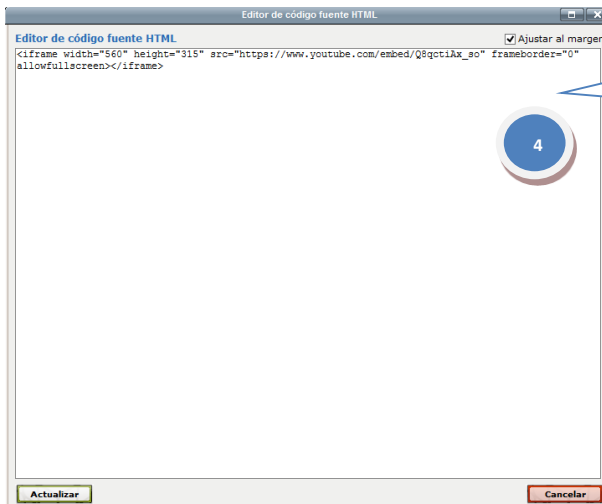 Editor de código fuente HTML
Editor de código fuente HTML
Ajustar al margen
<iframe width="560" height="315" src="https://www.youtube.com/embed/Q8qctiAx_so" frameborder="0"
allowfullscreen></iframe>
4
Actualizar
Cancelar